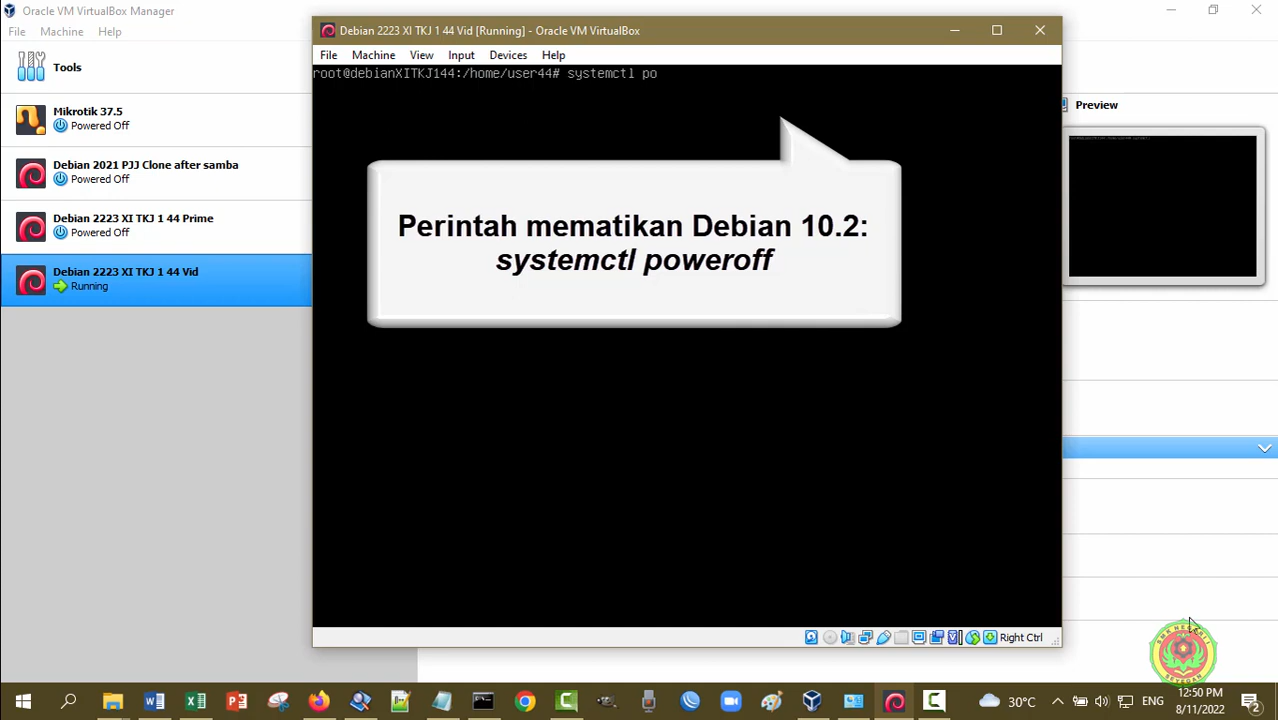 Oracle VM VirtualBox Manager
File Machine Help
Tools
Mikrotik 37.5
Powered Off
Debian 2021 PJJ Clone after samba
Powered Off
Debian 2223 XI TKJ 1 44 Prime
Powered Off
Debian 2223 XI TKJ 1 44 Vid
Running
Debian 2223 XI TKJ 1 44 Vid [Running] - Oracle VM VirtualBox
File Machine View Input Devices Help
root@debianXITKJ144:/home/user44# systemctl po
Perintah mematikan Debian 10.2:
systemctl poweroff
Right Ctrl
Preview
30°C
ENG
12:50 PM
8/11/2022
2